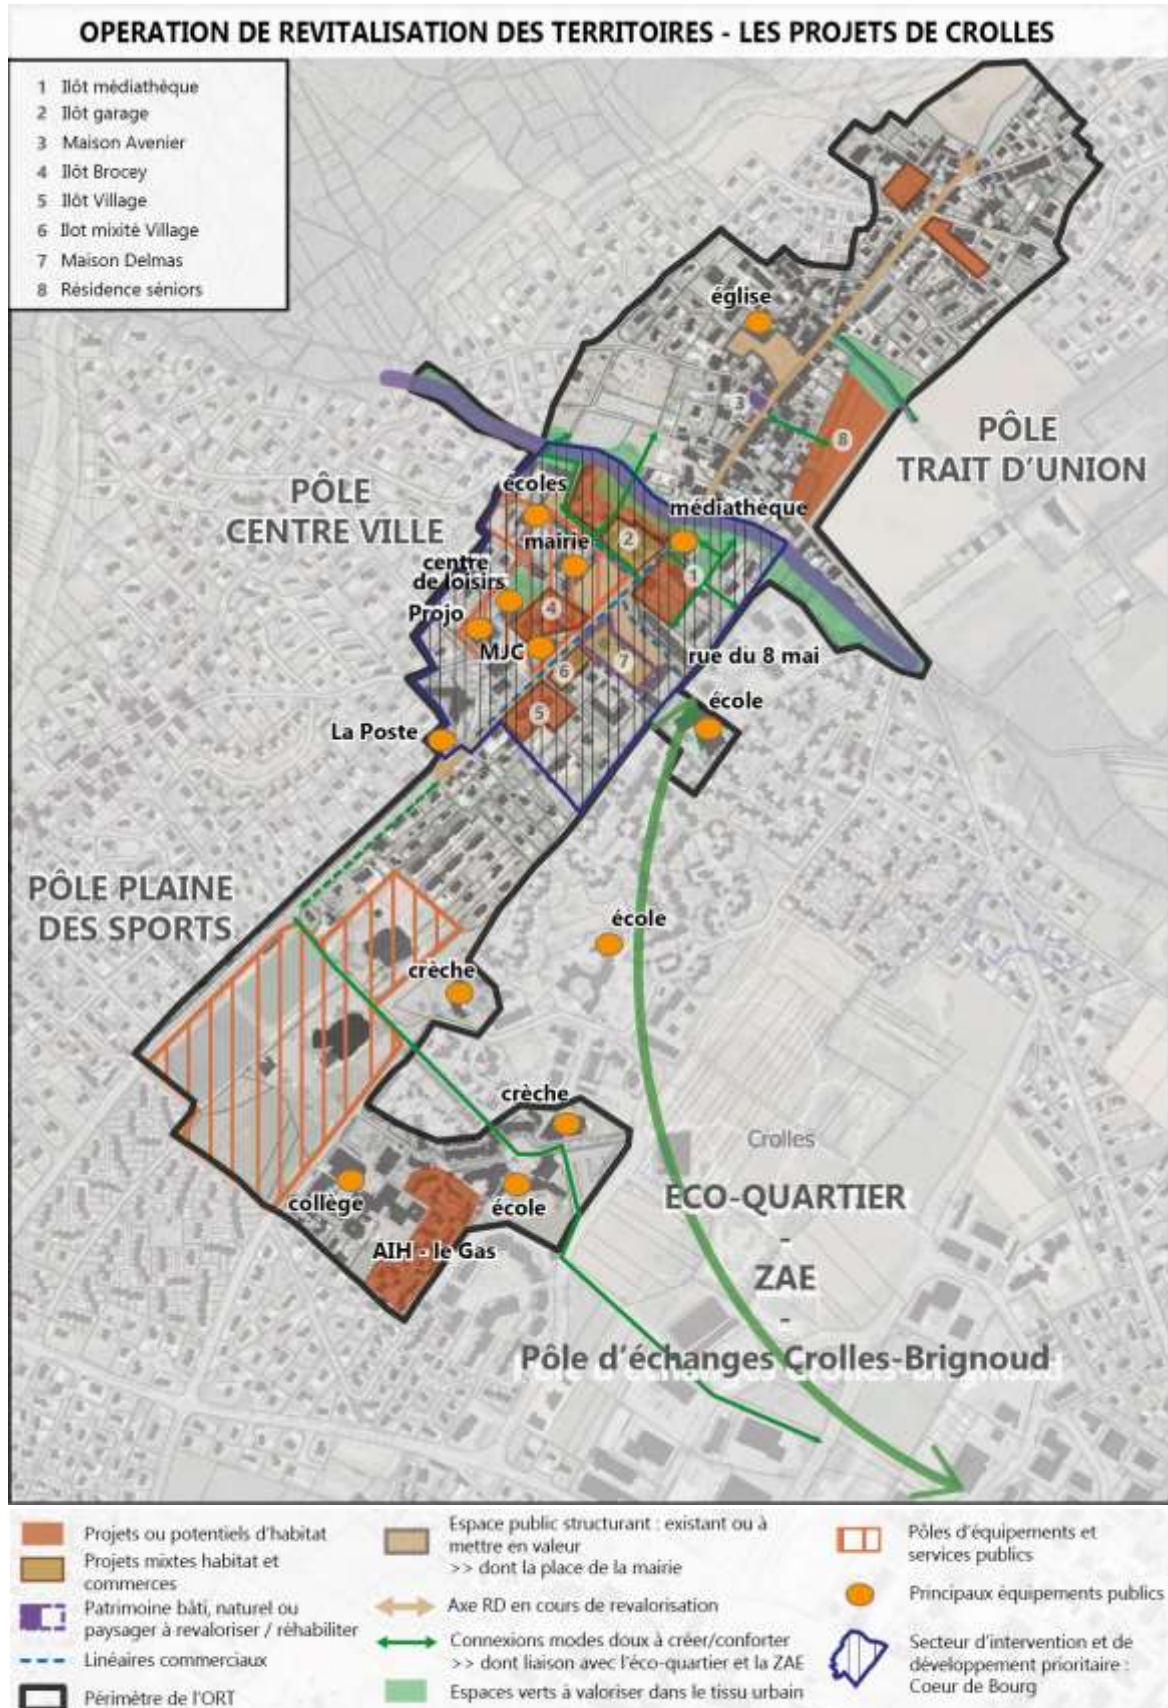 OPERATION DE REVITALISATION DES TERRITOIRES - LES PROJETS DE CROLLES
1 Ilôt médiathèque
2 Ilôt garage
3 Maison Avenier
4 Ilôt Brocey
5 Ilôt Village
6 Ilot mixité Village
7 Maison Delmas
8 Résidence séniors
église
3
8
PÔLE
TRAIT D'UNION
PÔLE
CENTRE VILLE
écoles
médiathèque
mairie
2
centre
de loisirs
1
4
Projo
MJC
rue du 8 mai
7
6
5
école
La Poste
PÔLE PLAINE
DES SPORTS
école
crèche
crèche
Crolles
ECO-QUARTIER
-
ZAE
-
Pôle d'échanges Crolles-Brignoud
collège
école
AIH - le Gas
Projets ou potentiels d'habitat
Projets mixtes habitat et
commerces
Patrimoine bâti, naturel ou
paysager à revaloriser / réhabiliter
Linéaires commerciaux
Périmètre de l'ORT
Espace public structurant : existant ou à
mettre en valeur
>> dont la place de la mairie
Axe RD en cours de revalorisation
Connexions modes doux à créer/conforter
>> dont liaison avec l'éco-quartier et la ZAE
Espaces verts à valoriser dans le tissu urbain
Pôles d'équipements et
services publics
Principaux équipements publics
Secteur d'intervention et de
développement prioritaire :
Coeur de Bourg